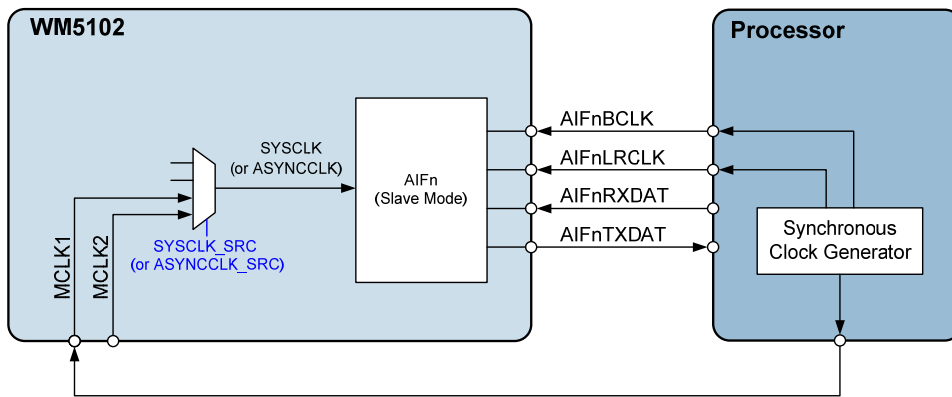 WM5102
Processor
AIFnBCLK
AIFnLRCLK
AIFnRXDAT
AIFnTXDAT
SYSCLK
(or ASYNCCLK)
AIFn
(Slave Mode)
SYSCLK_SRC
(or ASYNCCLK_SRC)
MCLK1
MCLK2
Synchronous
Clock Generator